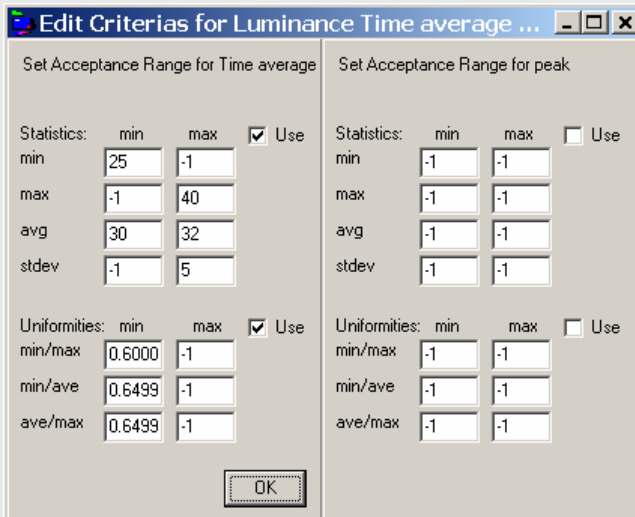 Edit Criterias for Luminance Time average ...
Set Acceptance Range for Time average
Statistics: min max Use
min 25 -1
max -1 40
avg 30 32
stdev -1 5
Uniformities: min max Use
min/max 0.6000 -1
min/ave 0.6499 -1
ave/max 0.6499 -1
OK
Set Acceptance Range for peak
Statistics: min max Use
min -1 -1
max -1 -1
avg -1 -1
stdev -1 -1
Uniformities: min max Use
min/max -1 -1
min/ave -1 -1
ave/max -1 -1